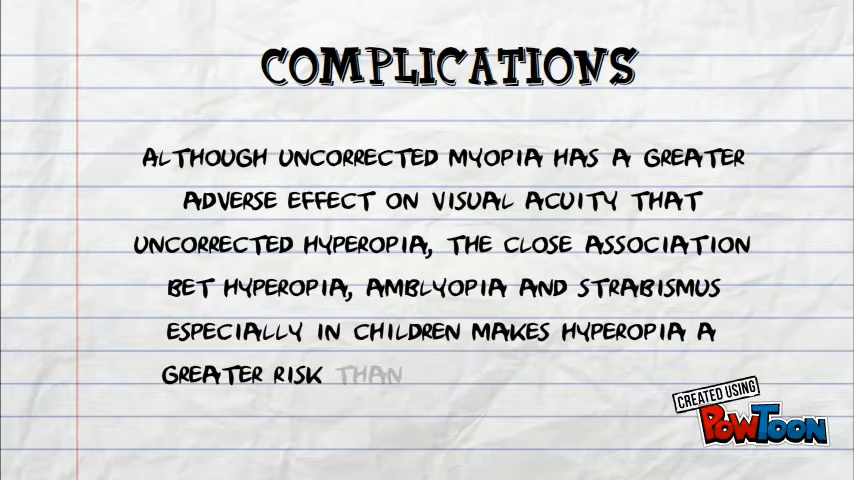 COMPLICATIONS
ALTHOUGH UNCORRECTED MYOPIA HAS A GREATER
ADVERSE EFFECT ON VISUAL ACUITY THAT
UNCORRECTED HYPEROPIA, THE CLOSE ASSOCIATION
BET HYPEROPIA, AMBLYOPIA AND STRABISMUS
ESPECIALLY IN CHILDREN MAKES HYPEROPIA A
GREATER RISK THAN
CREATED USING
POWTOON